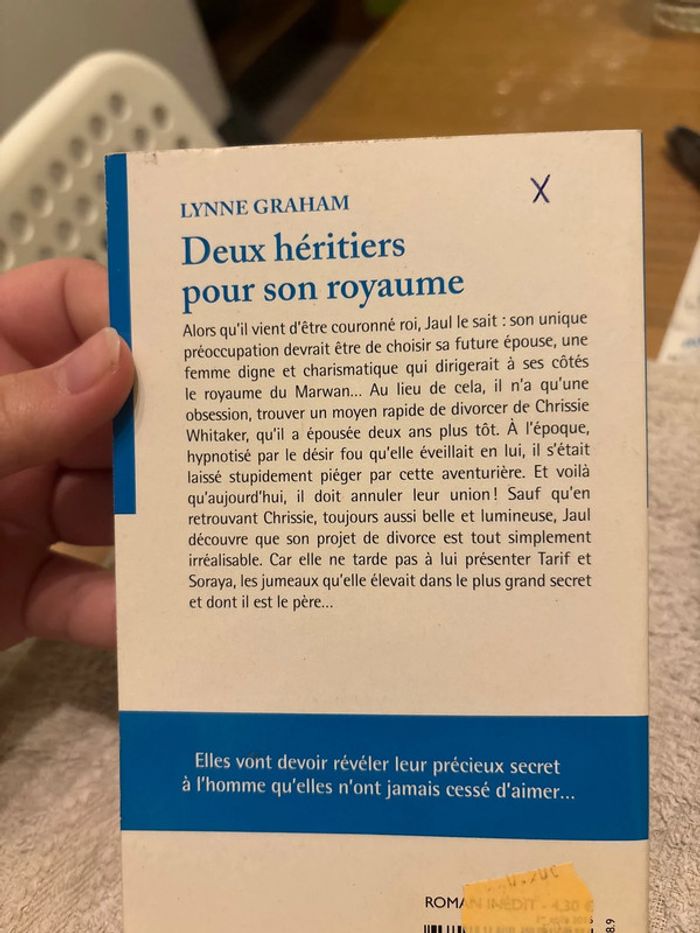 LYNNE GRAHAM
X
Deux héritiers
pour son royaume
Alors qu'il vient d'être couronné roi, Jaul le sait : son unique
préoccupation devrait être de choisir sa future épouse, une
femme digne et charismatique qui dirigerait à ses côtés
le royaume du Marwan... Au lieu de cela, il n'a qu'une
obsession, trouver un moyen rapide de divorcer de Chrissie
Whitaker, qu'il a épousée deux ans plus tôt. À l'époque,
hypnotisé par le désir fou qu'elle éveillait en lui, il s'était
laissé stupidement piéger par cette aventurière. Et voilà
qu'aujourd'hui, il doit annuler leur union ! Sauf qu'en
retrouvant Chrissie, toujours aussi belle et lumineuse, Jaul
découvre que son projet de divorce est tout simplement
irréalisable. Car elle ne tarde pas à lui présenter Tarif et
Soraya, les jumeaux qu'elle élevait dans le plus grand secret
et dont il est le père...
Elles vont devoir révéler leur précieux secret
à l'homme qu'elles n'ont jamais cessé d'aimer...
ROMAN INÉDIT - 4,30 €